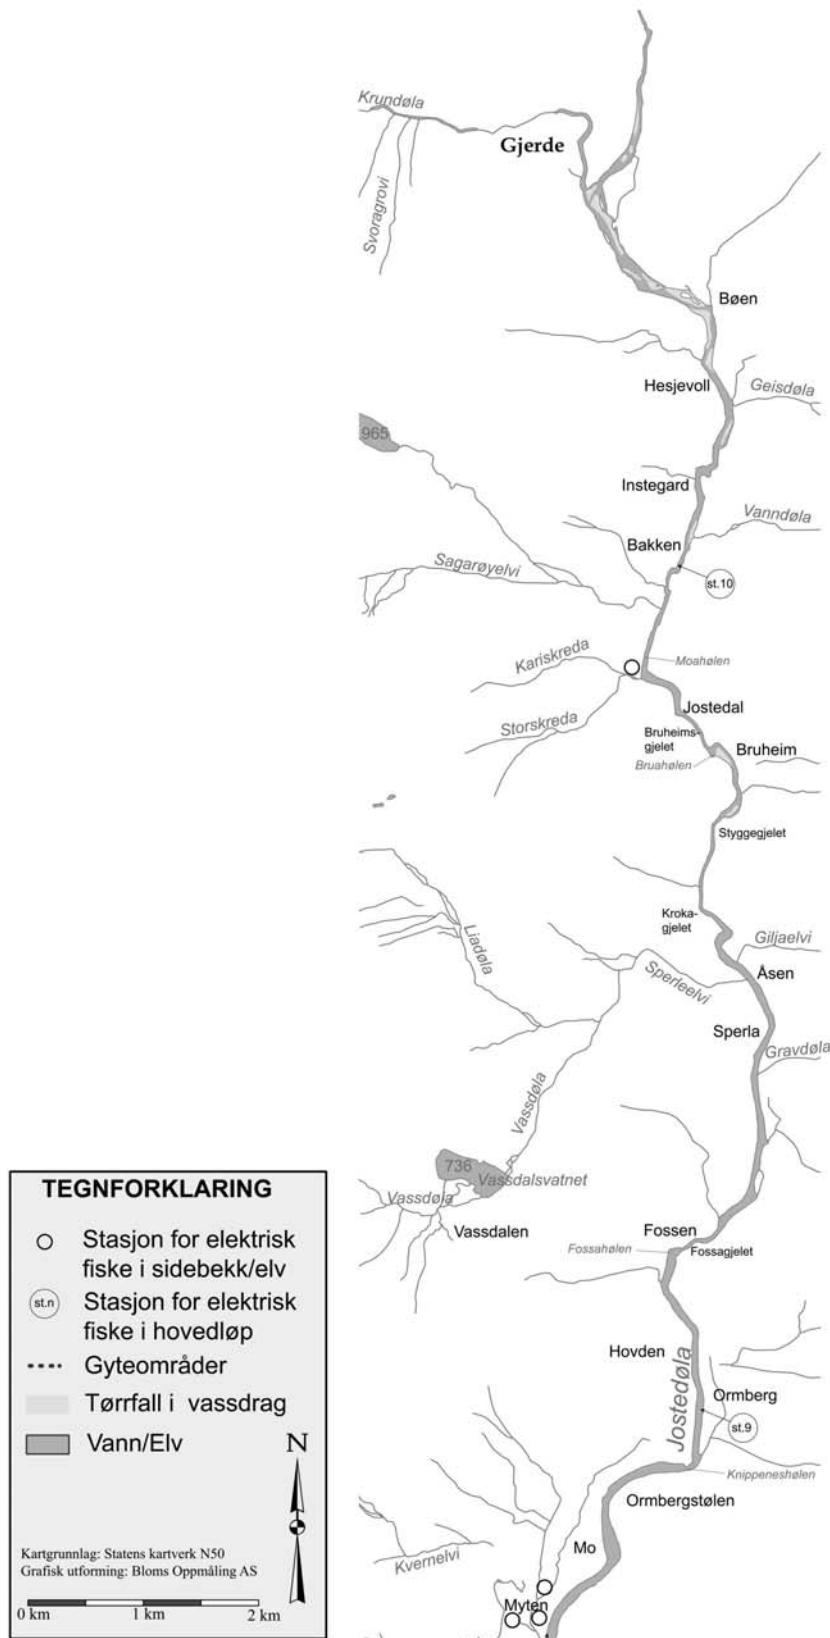 Krundøla
Gjerde
Svoragrovi
Bøen
Hesjevoll
Geisdøla
965
Instegard
Vanndøla
Bakken
Sagarøyelvi
st.10
Kariskreda
Moahølen
Jostedal
Storskreda
Bruheims-
gjelet
Bruheim
Bruahølen
Styggegjelet
Kroka-
gjelet
Liadøla
Giljaelvi
Åsen
Sperleelvi
Sperla
Gravdøla
Vassdøla
736
Vassdalsvatnet
Vassdøla
Vassdalen
Fossen
Fossahølen
Fossagjelet
Hovden
Jostedøla
Ormberg
st.9
Knippeneshølen
Ormbergstølen
Mo
Kvernelvi
Myten
TEGNFORKLARING
Stasjon for elektrisk
fiske i sidebekk/elv
st.n
Stasjon for elektrisk
fiske i hovedløp
Gyteområder
Tørrfall i vassdrag
Vann/Elv
N
Kartgrunnlag: Statens kartverk N50
Grafisk utforming: Bloms Oppmåling AS
0 km 1 km 2 km